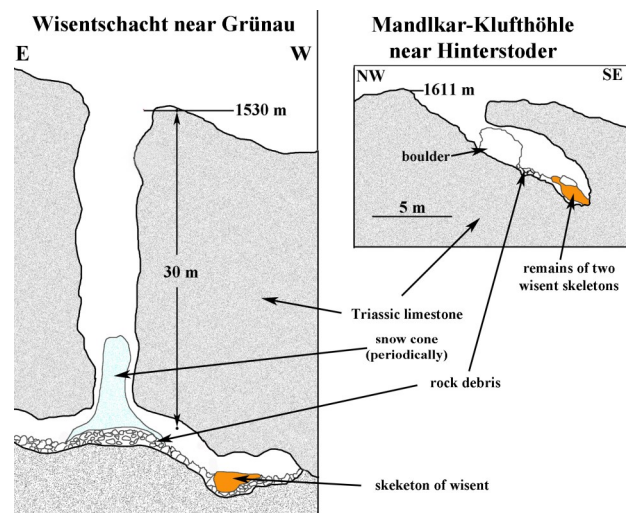 Wisentschacht near Grünau
E
W
1530 m
30 m
Mandlkar-Klufthöhle
near Hinterstoder
NW
SE
1611 m
boulder
5 m
remains of two
wisent skeletons
Triassic limestone
snow cone
(periodically)
rock debris
skeketon of wisent